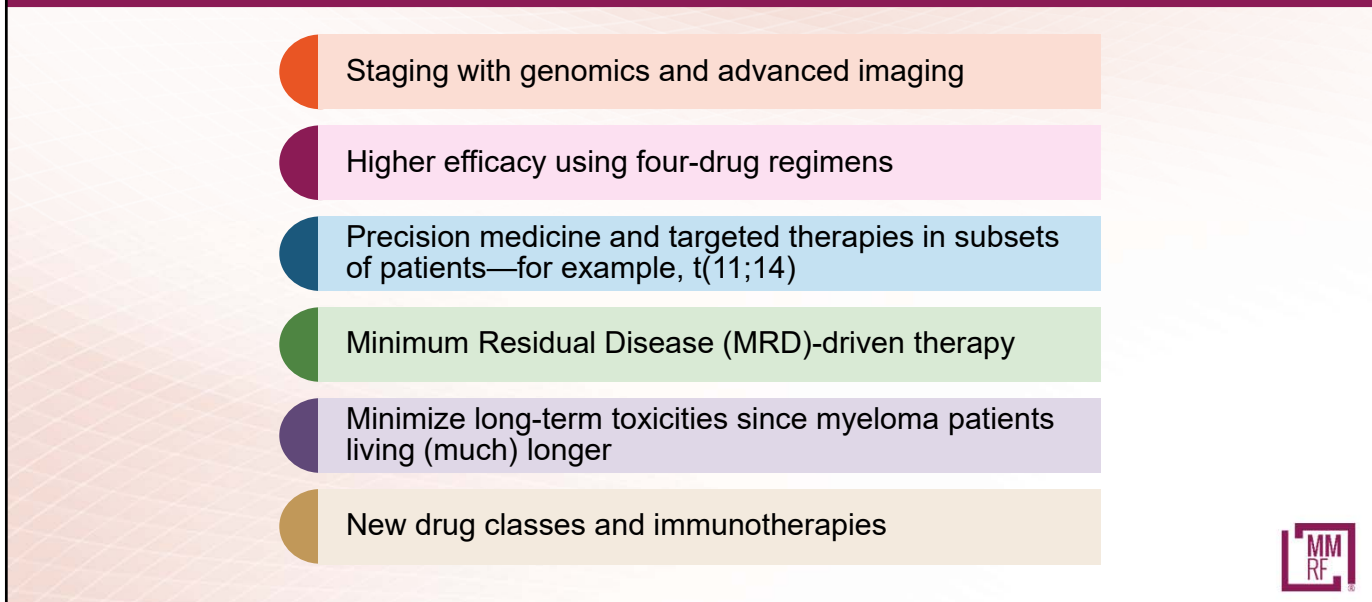 Staging with genomics and advanced imaging
Higher efficacy using four-drug regimens
Precision medicine and targeted therapies in subsets
of patients—for example, t(11;14)
Minimum Residual Disease (MRD)-driven therapy
Minimize long-term toxicities since myeloma patients
living (much) longer
New drug classes and immunotherapies
MM
RF
®